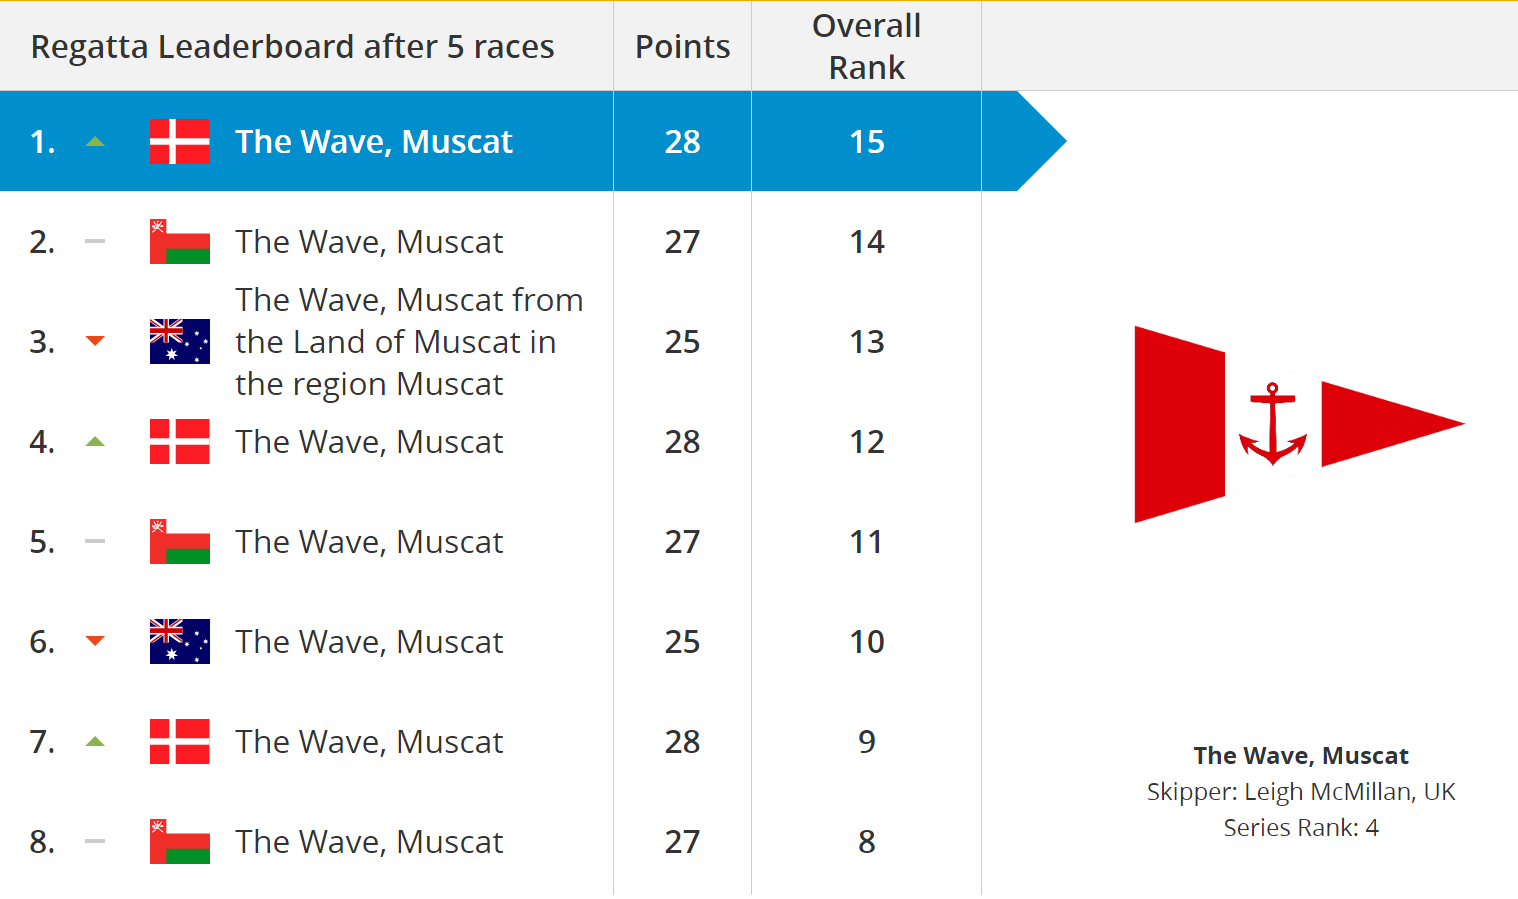 Regatta Leaderboard after 5 races Points Overall Rank
1. The Wave, Muscat 28 15
2. The Wave, Muscat 27 14
3. The Wave, Muscat from
the Land of Muscat in
the region Muscat 25 13
4. The Wave, Muscat 28 12
5. The Wave, Muscat 27 11
6. The Wave, Muscat 25 10
7. The Wave, Muscat 28 9
8. The Wave, Muscat 27 8
The Wave, Muscat
Skipper: Leigh McMillan, UK
Series Rank: 4